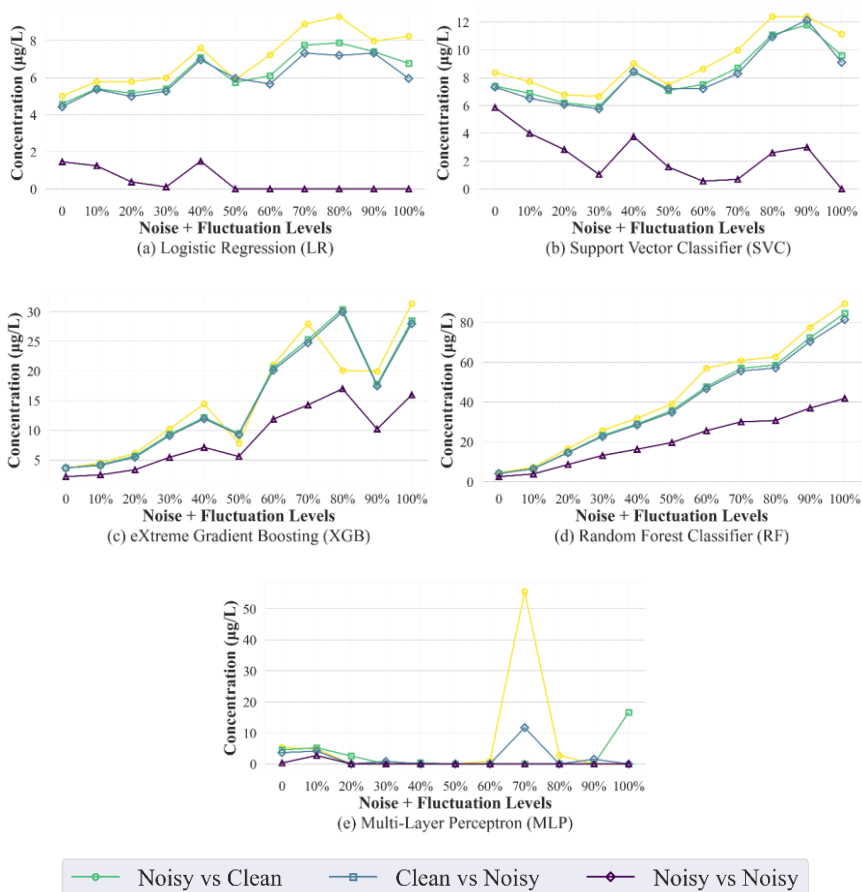 Concentration (µg/L)
8
6
4
2
0
0 10% 20% 30% 40% 50% 60% 70% 80% 90% 100%
Noise + Fluctuation Levels
(a) Logistic Regression (LR)
Concentration (µg/L)
12
10
8
6
4
2
0
0 10% 20% 30% 40% 50% 60% 70% 80% 90% 100%
Noise + Fluctuation Levels
(b) Support Vector Classifier (SVC)
Concentration (µg/L)
30
25
20
15
10
5
0 10% 20% 30% 40% 50% 60% 70% 80% 90% 100%
Noise + Fluctuation Levels
(c) eXtreme Gradient Boosting (XGB)
Concentration (µg/L)
80
60
40
20
0
0 10% 20% 30% 40% 50% 60% 70% 80% 90% 100%
Noise + Fluctuation Levels
(d) Random Forest Classifier (RF)
Concentration (µg/L)
50
40
30
20
10
0
0 10% 20% 30% 40% 50% 60% 70% 80% 90% 100%
Noise + Fluctuation Levels
(e) Multi-Layer Perceptron (MLP)
Noisy vs Clean Clean vs Noisy Noisy vs Noisy